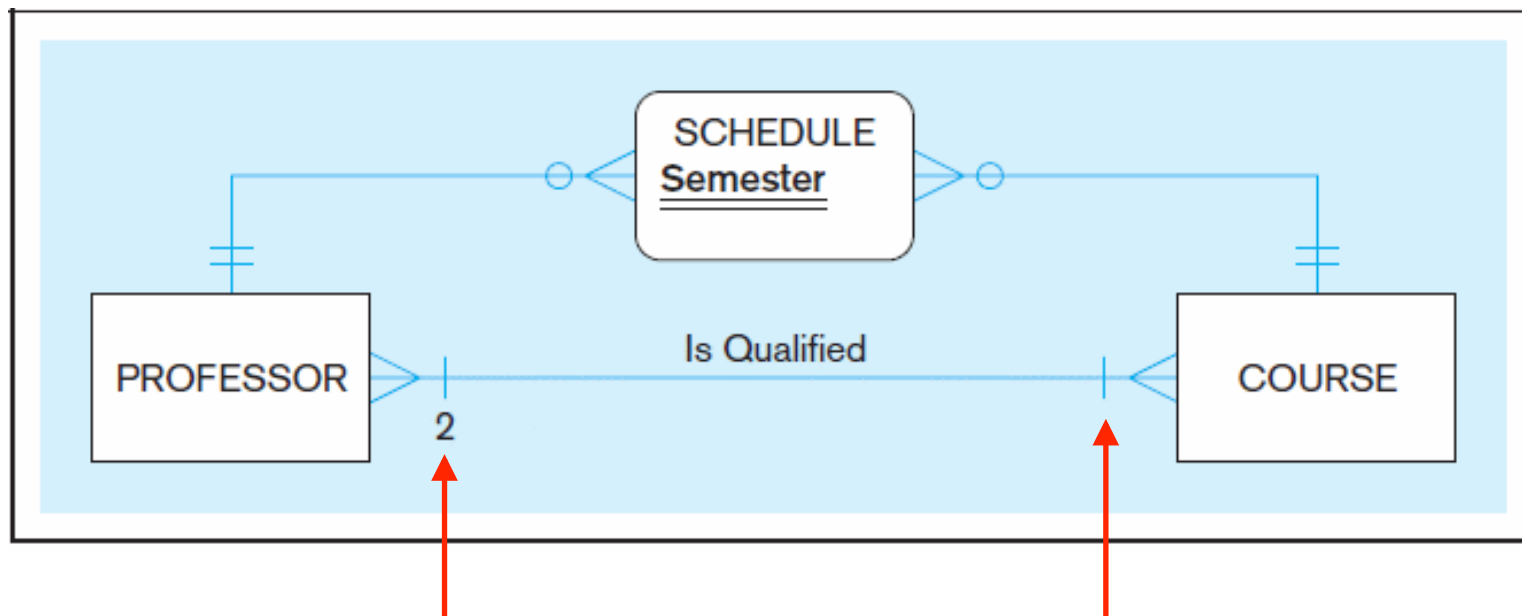 SCHEDULE
Semester
Is Qualified
PROFESSOR
COURSE
2